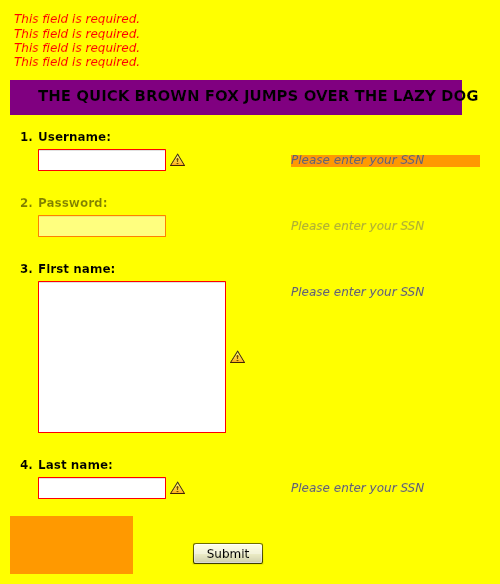 This field is required.
This field is required.
This field is required.
This field is required.
THE QUICK BROWN FOX JUMPS OVER THE LAZY DOG
1. Username:
Please enter your SSN
2. Password:
Please enter your SSN
3. First name:
Please enter your SSN
4. Last name:
Please enter your SSN
Submit